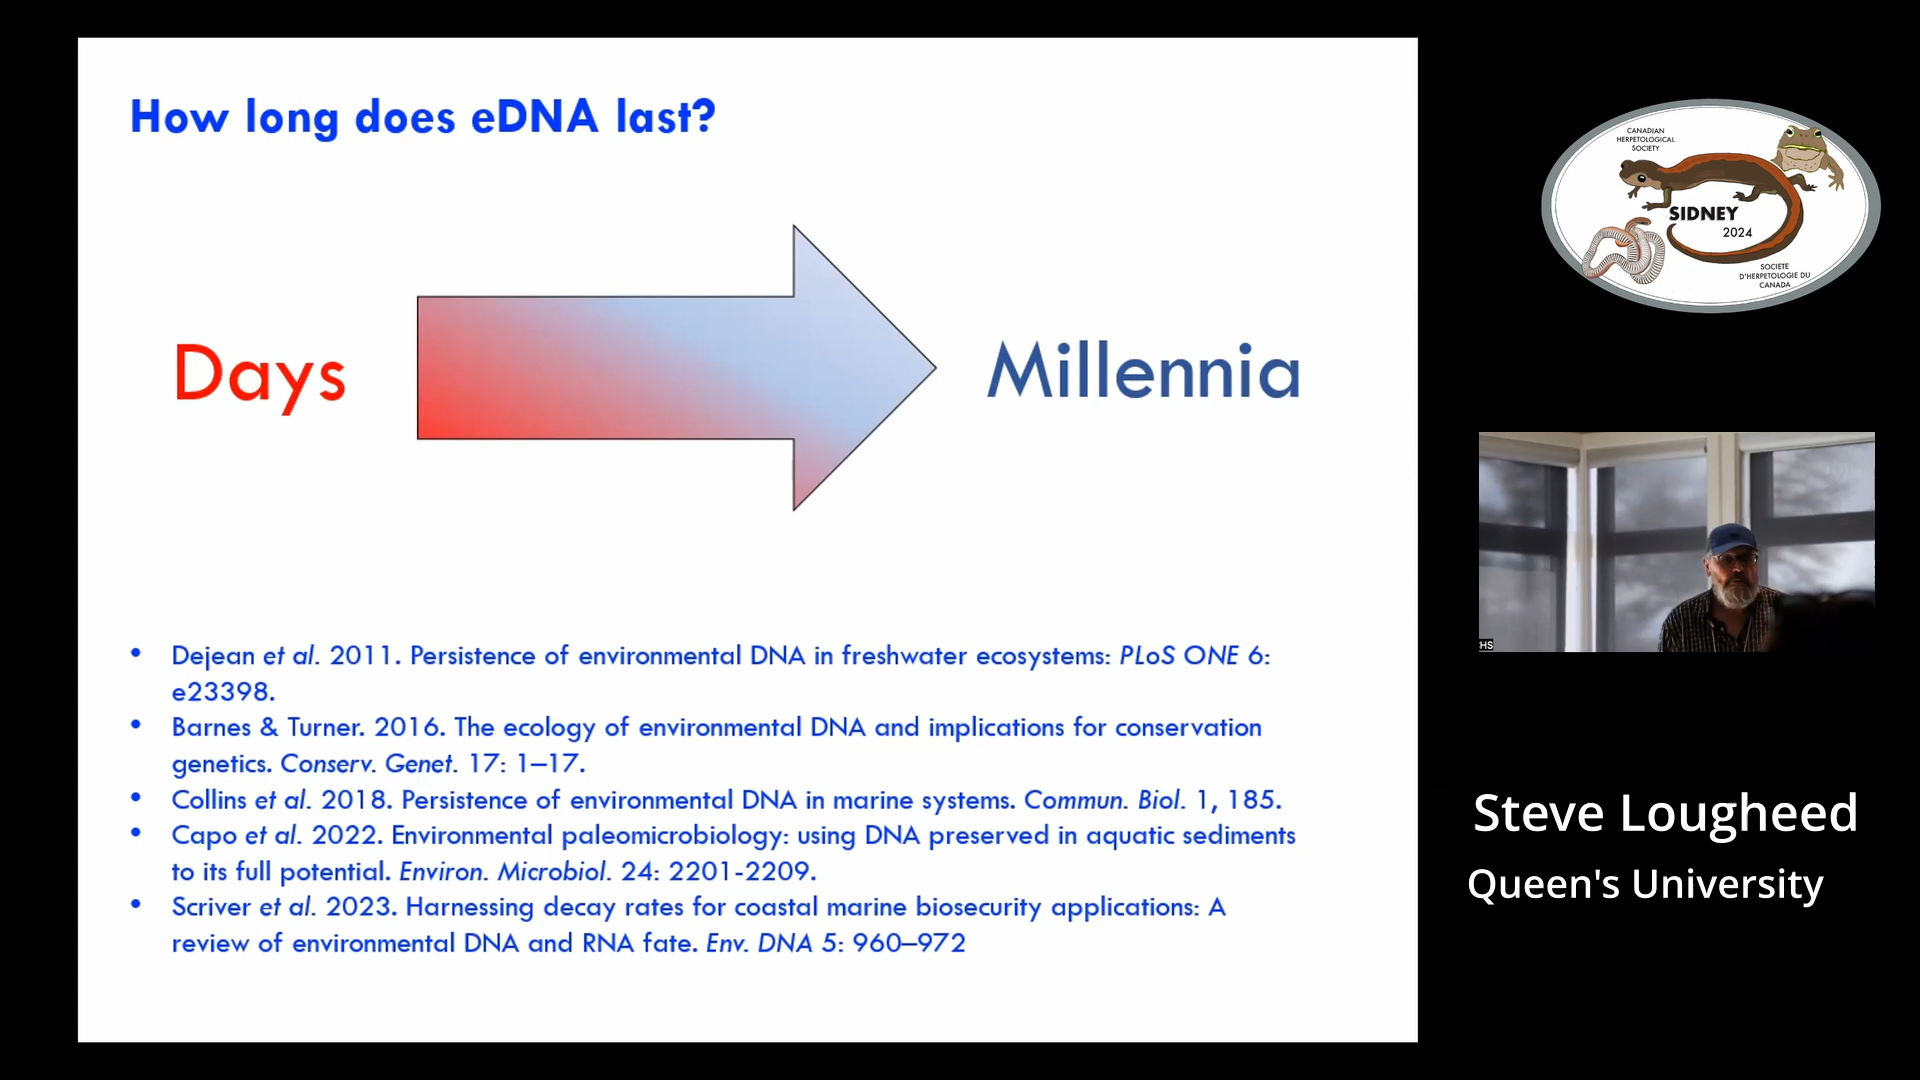 How long does eDNA last?
Days
Millennia
• Dejean et al. 2011. Persistence of environmental DNA in freshwater ecosystems: PLoS ONE 6:
e23398.
• Barnes & Turner. 2016. The ecology of environmental DNA and implications for conservation
genetics. Conserv. Genet. 17: 1–17.
• Collins et al. 2018. Persistence of environmental DNA in marine systems. Commun. Biol. 1, 185.
• Capo et al. 2022. Environmental paleomicrobiology: using DNA preserved in aquatic sediments
to its full potential. Environ. Microbiol. 24: 2201-2209.
• Scriver et al. 2023. Harnessing decay rates for coastal marine biosecurity applications: A
review of environmental DNA and RNA fate. Env. DNA 5: 960–972
CANADIAN
HERPETOLOGICAL
SOCIETY
SIDNEY
2024
SOCIETE
D'HERPETOLOGIE DU
CANADA
HS
Steve Lougheed
Queen's University